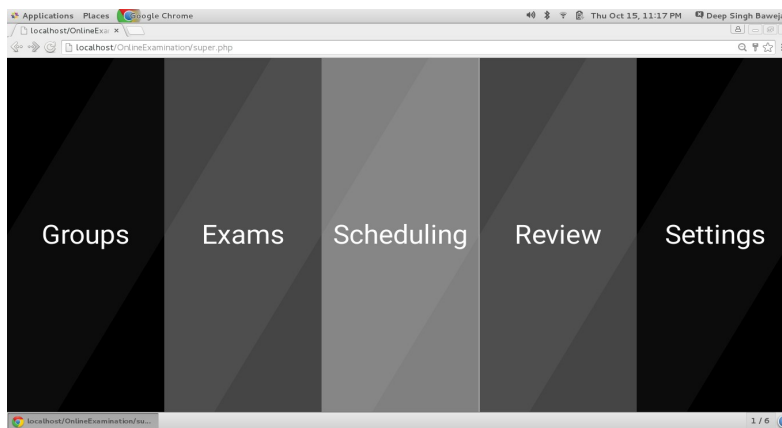 Applications Places Google Chrome Thu Oct 15, 11:17 PM Deep Singh Baweja
localhost/OnlineExa
localhost/OnlineExamination/super.php
Groups Exams Scheduling Review Settings
localhost/OnlineExamination/su... 1 / 6